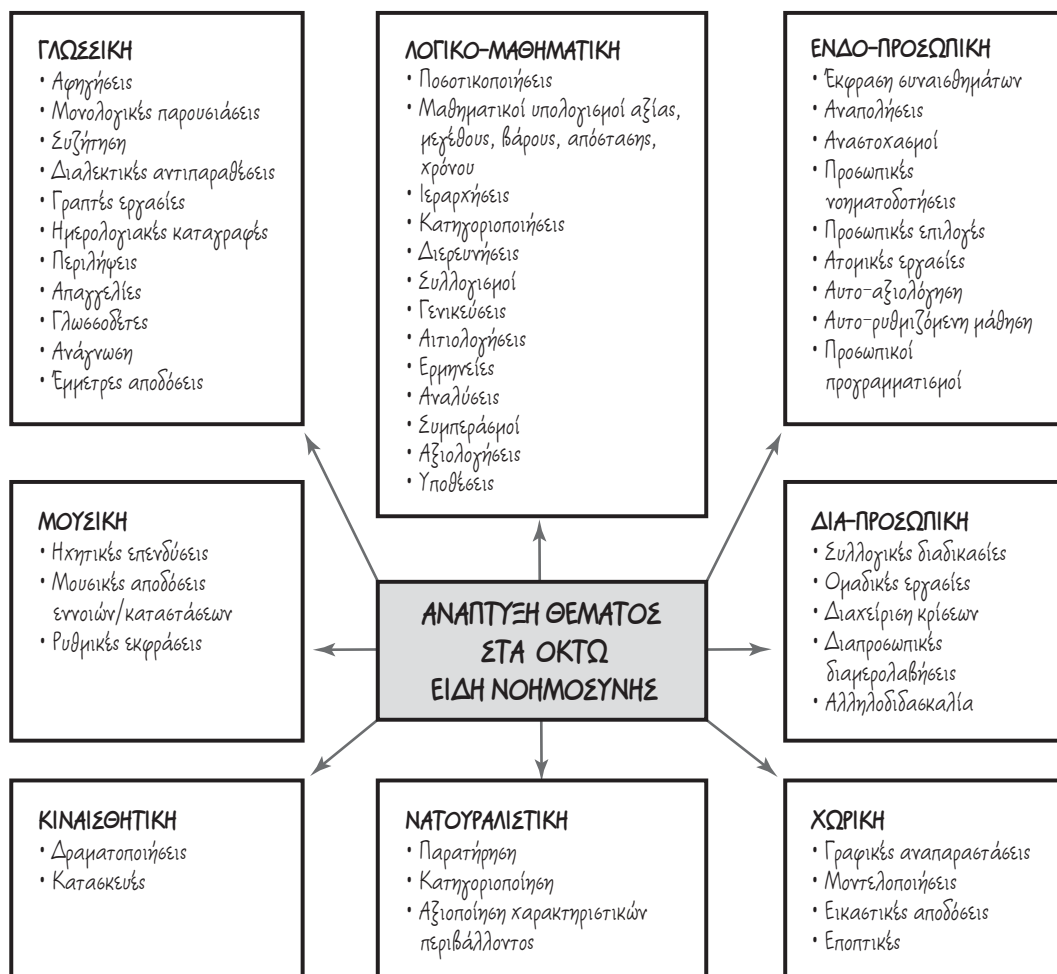 ΓΛΩΣΣΙΚΗ
• Αφηγήσεις
• Μονολογικές παρουσιάσεις
• Συζήτηση
• Διαλεκτικές αντιπαραθέσεις
• Γραπτές εργασίες
• Ημερολογιακές καταγραφές
• Περιλήψεις
• Απαγγελίες
• Γλωσσοδέτες
• Ανάγνωση
• Έμμετρες αποδόσεις
ΛΟΓΙΚΟ-ΜΑΘΗΜΑΤΙΚΗ
• Ποσοτικοποιήσεις
• Μαθηματικοί υπολογισμοί αξίας,
μεγέθους, βάρους, απόστασης,
χρόνου
• Ιεραρχήσεις
• Κατηγοριοποιήσεις
• Διερευνήσεις
• Συλλογισμοί
• Γενικεύσεις
• Αιτιολογήσεις
• Ερμηνείες
• Αναλύσεις
• Συμπεράσμοί
• Αξιολογήσεις
• Υποθέσεις
ΕΝΔΟ-ΠΡΟΣΩΠΙΚΗ
• Έκφραση συναισθημάτων
• Αναπολήσεις
• Αναστοχασμοί
• Προσωπικές
νοηματοδοτήσεις
• Προσωπικές επιλογές
• Ατομικές εργασίες
• Αυτο-αξιολόγηση
• Αυτο-ρυθμιζόμενη μάθηση
• Προσωπικοί
προγραμματισμοί
ΜΟΥΣΙΚΗ
• Ηχητικές επενδύσεις
• Μουσικές αποδόσεις
εννοιών/καταστάσεων
• Ρυθμικές εκφράσεις
ΑΝΑΠΤΥΞΗ ΘΕΜΑΤΟΣ
ΣΤΑ ΟΚΤΩ
ΕΙΔΗ ΝΟΗΜΟΣΥΝΗΣ
ΔΙΑ-ΠΡΟΣΩΠΙΚΗ
• Συλλογικές διαδικασίες
• Ομαδικές εργασίες
• Διαχείριση κρίσεων
• Διαπροσωπικές
διαμερολαβήσεις
• Αλληλοδιδασκαλία
ΚΙΝΑΙΣΘΗΤΙΚΗ
• Δραματοποιήσεις
• Κατασκευές
ΝΑΤΟΥΡΑΛΙΣΤΙΚΗ
• Παρατήρηση
• Κατηγοριοποίηση
• Αξιοποίηση χαρακτηριστικών
περιβάλλοντος
ΧΩΡΙΚΗ
• Γραφικές αναπαραστάσεις
• Μοντελοποιήσεις
• Εικαστικές αποδόσεις
• Εποπτικές